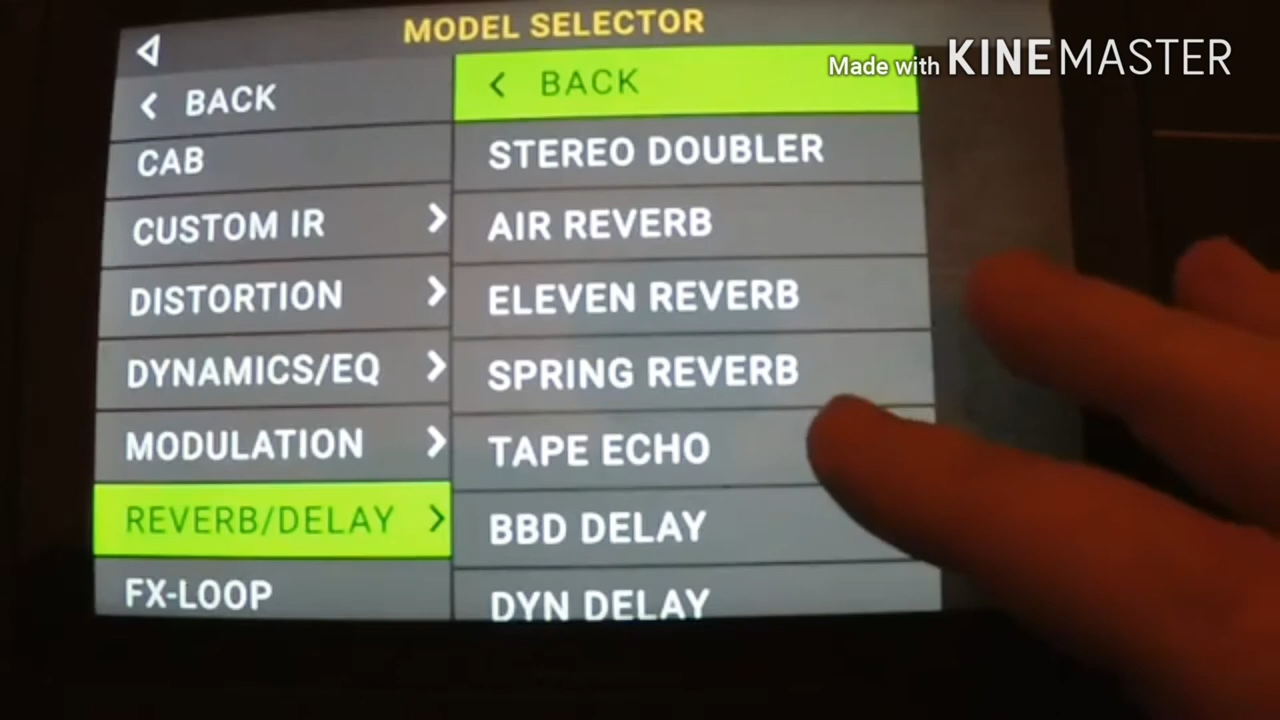 MODEL SELECTOR
Made with KINEMASTER
< BACK
CAB
CUSTOM IR >
DISTORTION >
DYNAMICS/EQ >
MODULATION >
REVERB/DELAY >
FX-LOOP
< BACK
STEREO DOUBLER
AIR REVERB
ELEVEN REVERB
SPRING REVERB
TAPE ECHO
BBD DELAY
DYN DELAY